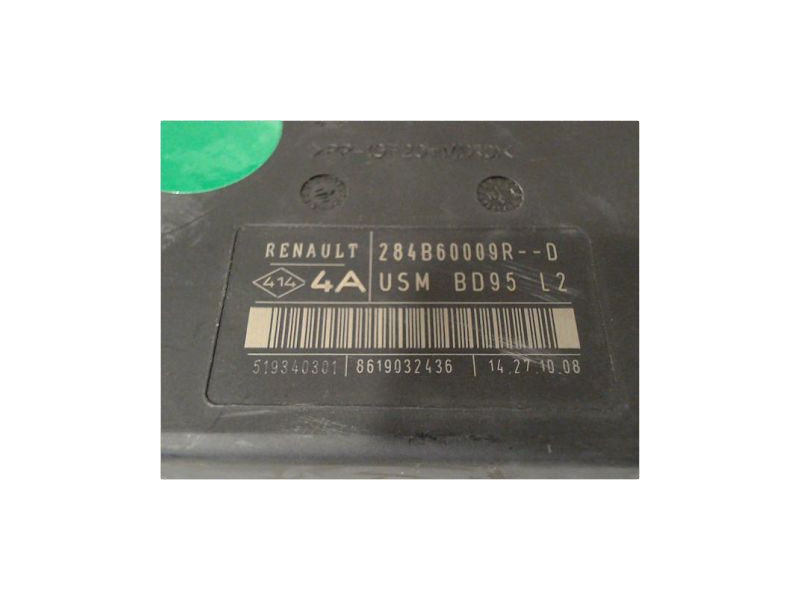 RENAULT 284B60009R--D
414 4A USM BD95 L2
519340301 8619032436 14.27.10.08